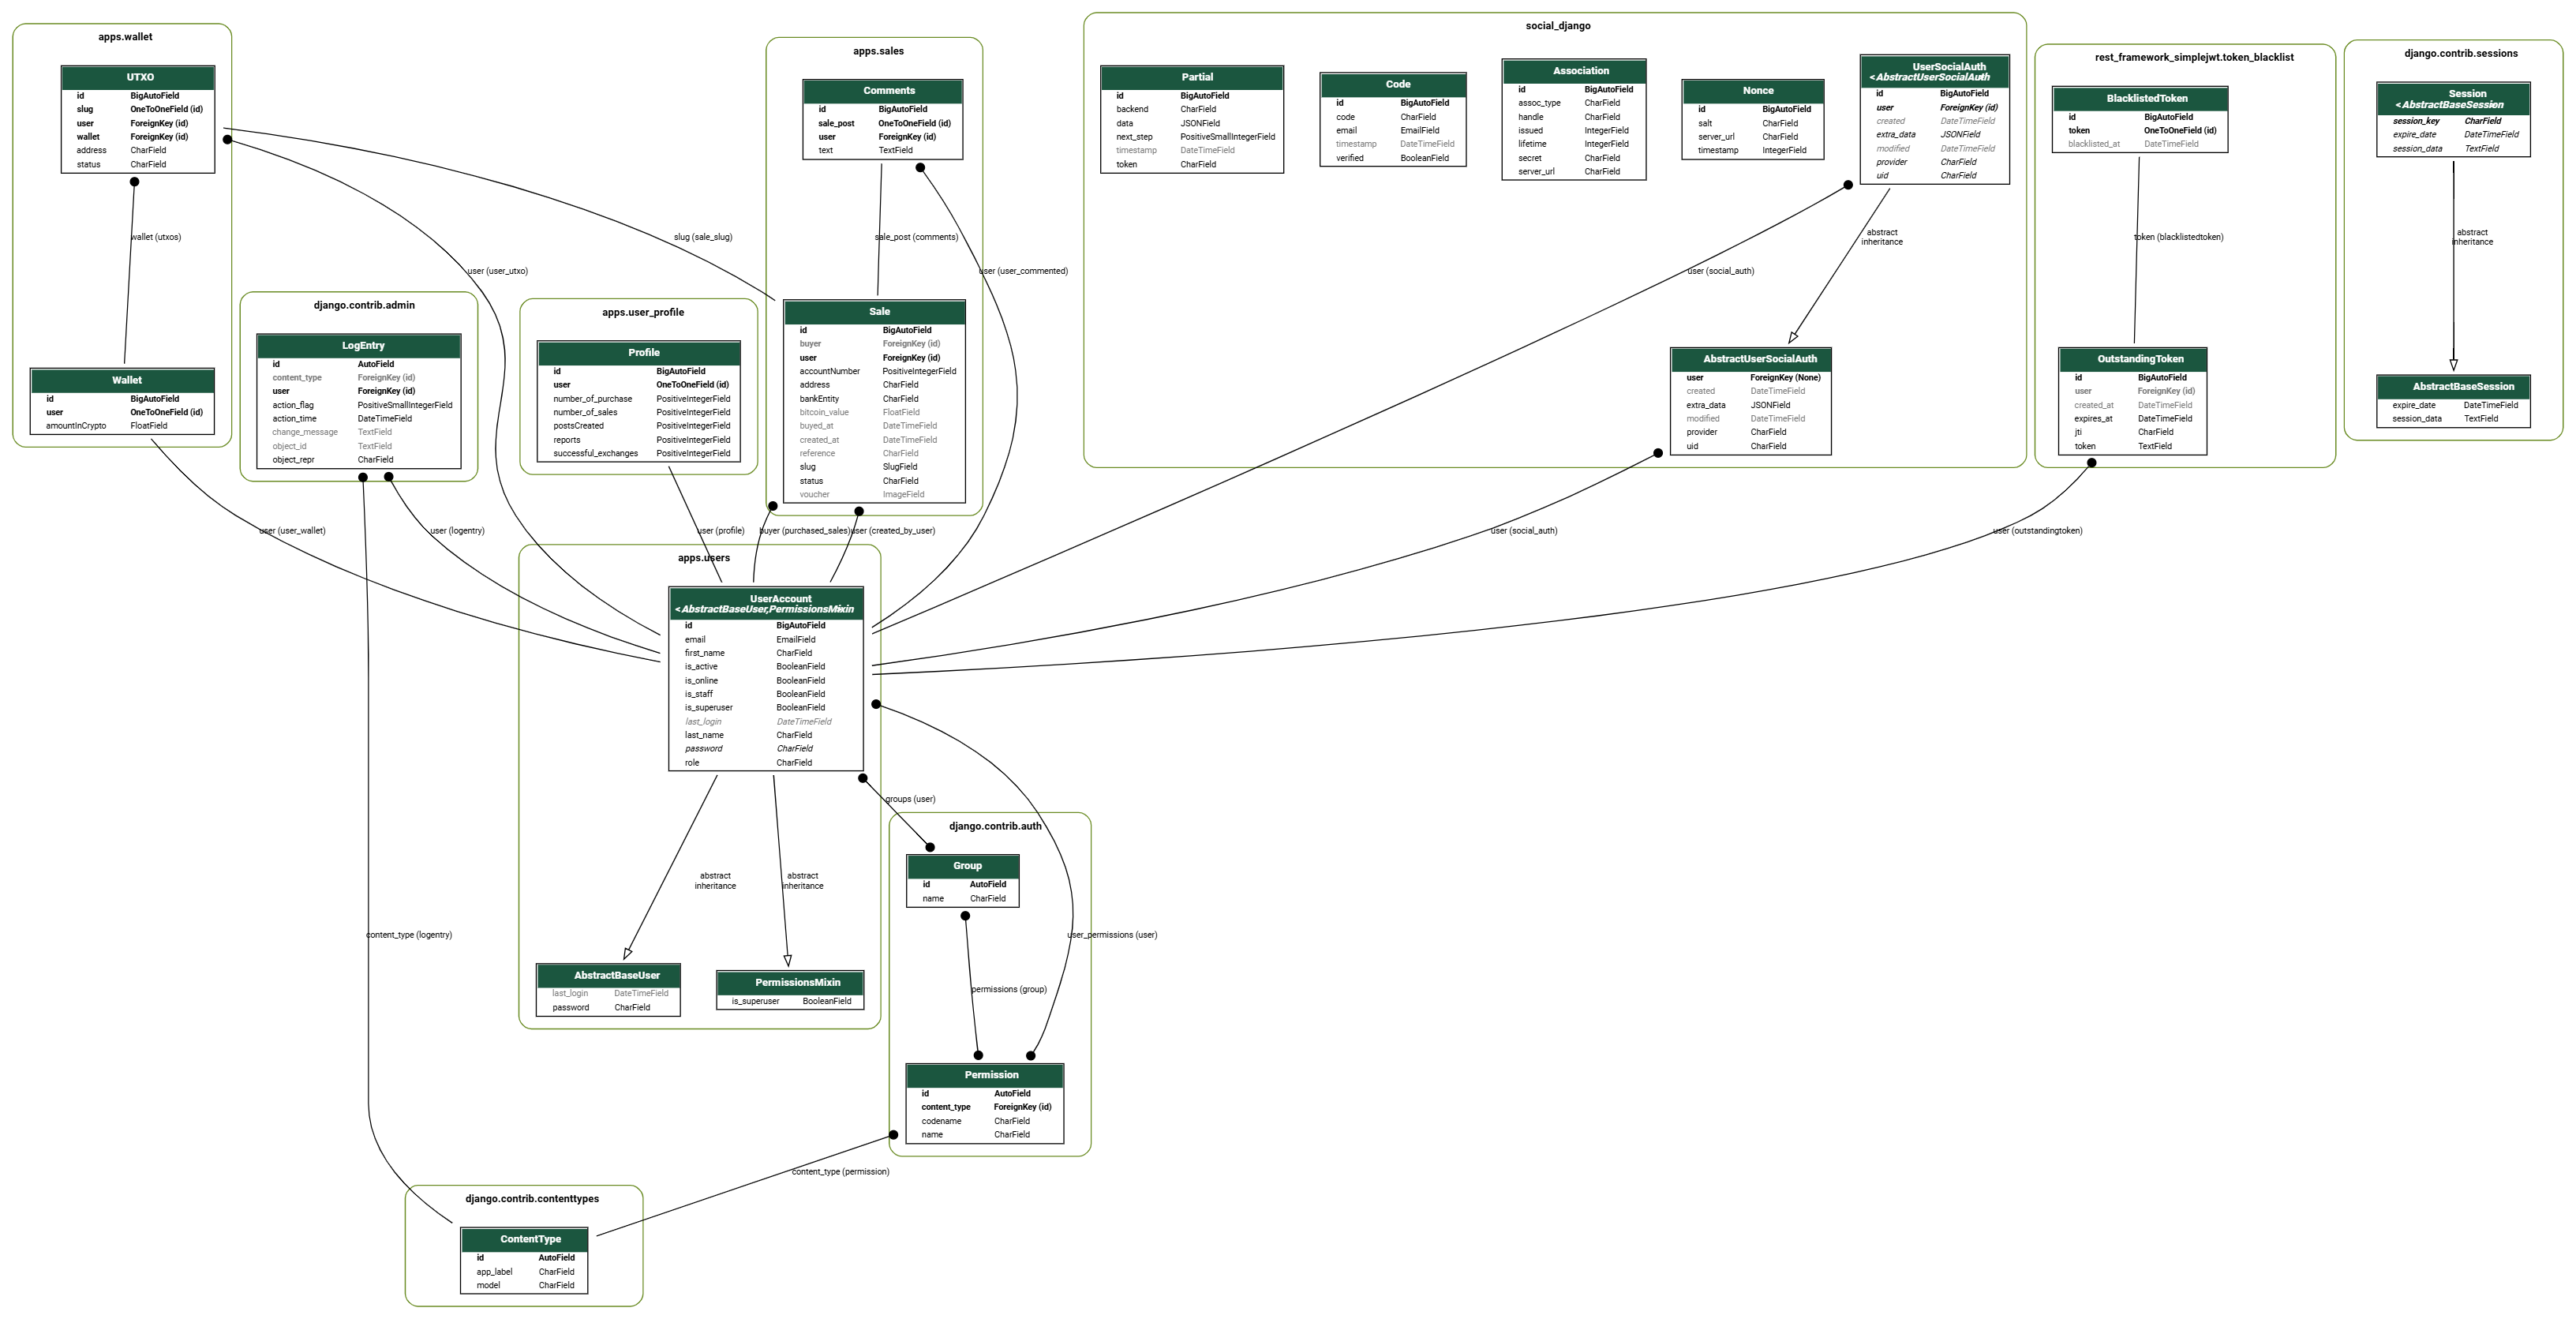 apps.wallet
UTXO
id BigAutoField
slug OneToOneField (id)
user ForeignKey (id)
wallet ForeignKey (id)
address CharField
status CharField
wallet (utxos)
Wallet
id BigAutoField
user OneToOneField (id)
amountInCrypto FloatField
django.contrib.admin
LogEntry
id AutoField
content_type ForeignKey (id)
user ForeignKey (id)
action_flag PositiveSmallIntegerField
action_time DateTimeField
change_message TextField
object_id TextField
object_repr CharField
apps.user_profile
Profile
id BigAutoField
user OneToOneField (id)
number_of_purchase PositiveIntegerField
number_of_sales PositiveIntegerField
postsCreated PositiveIntegerField
reports PositiveIntegerField
successful_exchanges PositiveIntegerField
apps.sales
Comments
id BigAutoField
sale_post OneToOneField (id)
user ForeignKey (id)
text TextField
slug (sale_slug)
sale_post (comments)
user (user_utxo)
user (user_commented)
Sale
id BigAutoField
buyer ForeignKey (id)
user ForeignKey (id)
accountNumber PositiveIntegerField
address CharField
bankEntity CharField
bitcoin_value FloatField
buyed_at DateTimeField
created_at DateTimeField
reference CharField
slug SlugField
status CharField
voucher ImageField
social_django
Partial
id BigAutoField
backend CharField
data JSONField
next_step PositiveSmallIntegerField
timestamp DateTimeField
token CharField
Code
id BigAutoField
code CharField
email EmailField
timestamp DateTimeField
verified BooleanField
Association
id BigAutoField
assoc_type CharField
handle CharField
issued IntegerField
lifetime IntegerField
secret CharField
server_url CharField
Nonce
id BigAutoField
salt CharField
server_url CharField
timestamp IntegerField
UserSocialAuth
<AbstractUserSocialAuth
id BigAutoField
user ForeignKey (id)
created DateTimeField
extra_data JSONField
modified DateTimeField
provider CharField
uid CharField
abstract
inheritance
user (social_auth)
AbstractUserSocialAuth
user ForeignKey (None)
created DateTimeField
extra_data JSONField
modified DateTimeField
provider CharField
uid CharField
rest_framework_simplejwt.token_blacklist
BlacklistedToken
id BigAutoField
token OneToOneField (id)
blacklisted_at DateTimeField
token (blacklistedtoken)
OutstandingToken
id BigAutoField
user ForeignKey (id)
created_at DateTimeField
expires_at DateTimeField
jti CharField
token TextField
django.contrib.sessions
Session
<AbstractBaseSession
session_key CharField
expire_date DateTimeField
session_data TextField
abstract
inheritance
AbstractBaseSession
expire_date DateTimeField
session_data TextField
user (user_wallet)
user (logentry)
user (profile)
buyer (purchased_sales)
user (created_by_user)
user (social_auth)
user (outstandingtoken)
apps.users
UserAccount
<AbstractBaseUser,PermissionsMixin
id BigAutoField
email EmailField
first_name CharField
is_active BooleanField
is_online BooleanField
is_staff BooleanField
is_superuser BooleanField
last_login DateTimeField
last_name CharField
password CharField
role CharField
groups (user)
abstract
inheritance
abstract
inheritance
AbstractBaseUser
last_login DateTimeField
password CharField
PermissionsMixin
is_superuser BooleanField
django.contrib.auth
Group
id AutoField
name CharField
content_type (logentry)
user_permissions (user)
permissions (group)
Permission
id AutoField
content_type ForeignKey (id)
codename CharField
name CharField
content_type (permission)
django.contrib.contenttypes
ContentType
id AutoField
app_label CharField
model CharField